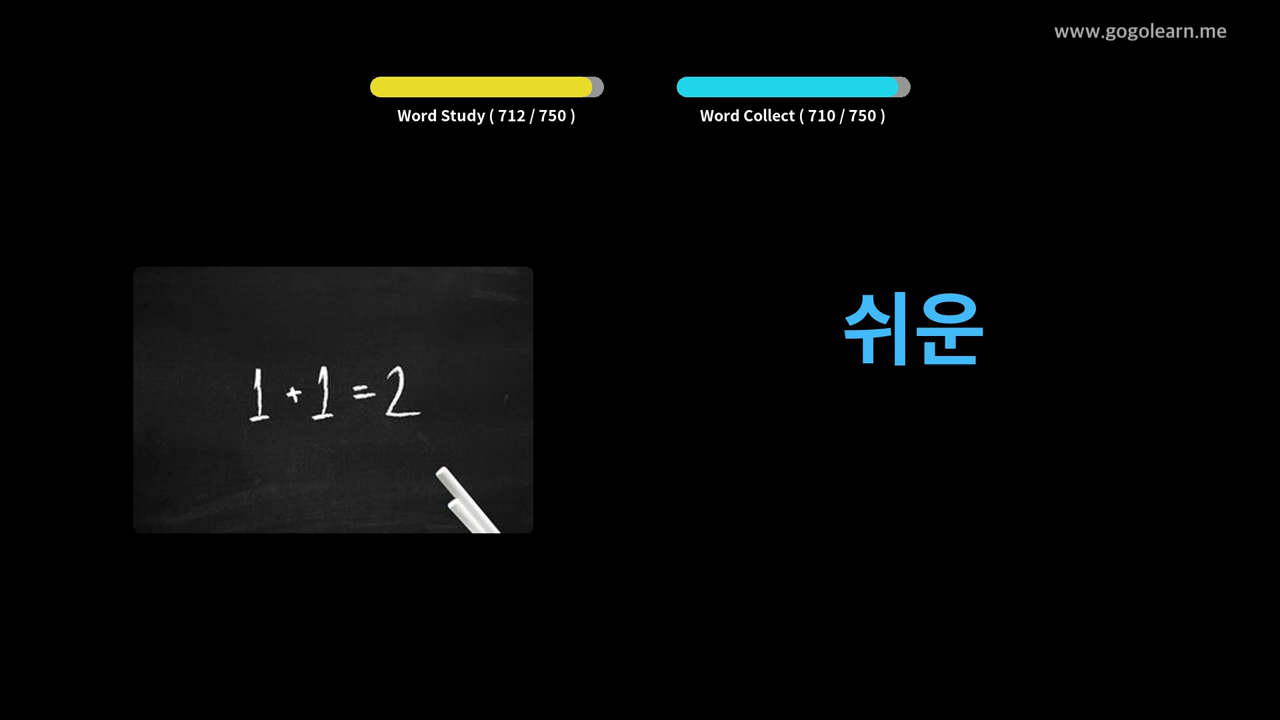 www.gogolearn.me
Word Study ( 712 / 750 )
Word Collect ( 710 / 750 )
1 + 1 = 2
쉬운